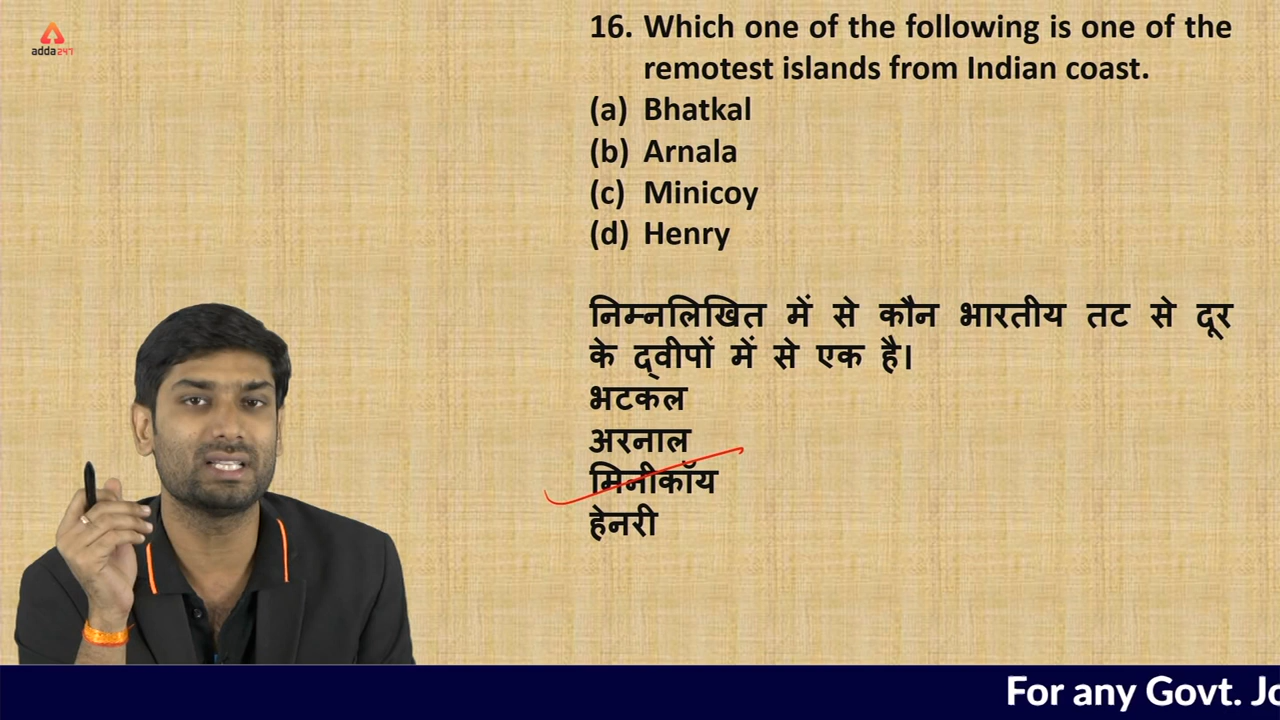 adda247
16. Which one of the following is one of the
remotest islands from Indian coast.
(a) Bhatkal
(b) Arnala
(c) Minicoy
(d) Henry
निम्नलिखित में से कौन भारतीय तट से दूर
के द्वीपों में से एक है।
भटकल
अरनाल
मिनीकॉय
हेनरी
For any Govt. Jo